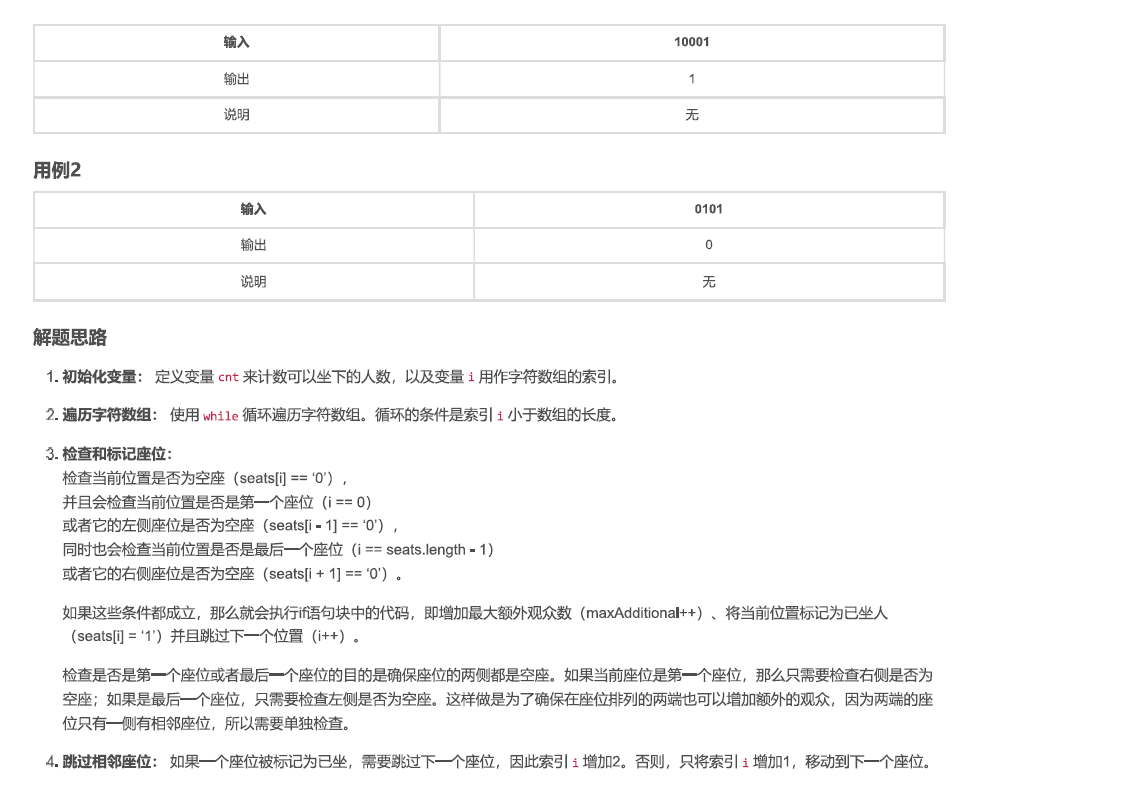 输入 10001
输出 1
说明 无
用例2
输入 0101
输出 0
说明 无
解题思路
1. 初始化变量： 定义变量 cnt 来计数可以坐下的人数，以及变量 i 用作字符数组的索引。
2. 遍历字符数组： 使用 while 循环遍历字符数组。循环的条件是索引 i 小于数组的长度。
3. 检查和标记座位：
检查当前位置是否为空座（seats[i] == ‘0’），
并且会检查当前位置是否是第一个座位（i == 0）
或者它的左侧座位是否为空座（seats[i - 1] == ‘0’），
同时也会检查当前位置是否是最后一个座位（i == seats.length - 1）
或者它的右侧座位是否为空座（seats[i + 1] == ‘0’）。
如果这些条件都成立，那么就会执行if语句块中的代码，即增加最大额外观众数（maxAdditional++）、将当前位置标记为已坐人
（seats[i] = ‘1’）并且跳过下一个位置（i++）。
检查是否是第一个座位或者最后一个座位的目的是确保座位的两侧都是空座。如果当前座位是第一个座位，那么只需要检查右侧是否为
空座；如果是最后一个座位，只需要检查左侧是否为空座。这样做是为了确保在座位排列的两端也可以增加额外的观众，因为两端的座
位只有一侧有相邻座位，所以需要单独检查。
4. 跳过相邻座位： 如果一个座位被标记为已坐，需要跳过下一个座位，因此索引 i 增加2。否则，只将索引 i 增加1，移动到下一个座位。